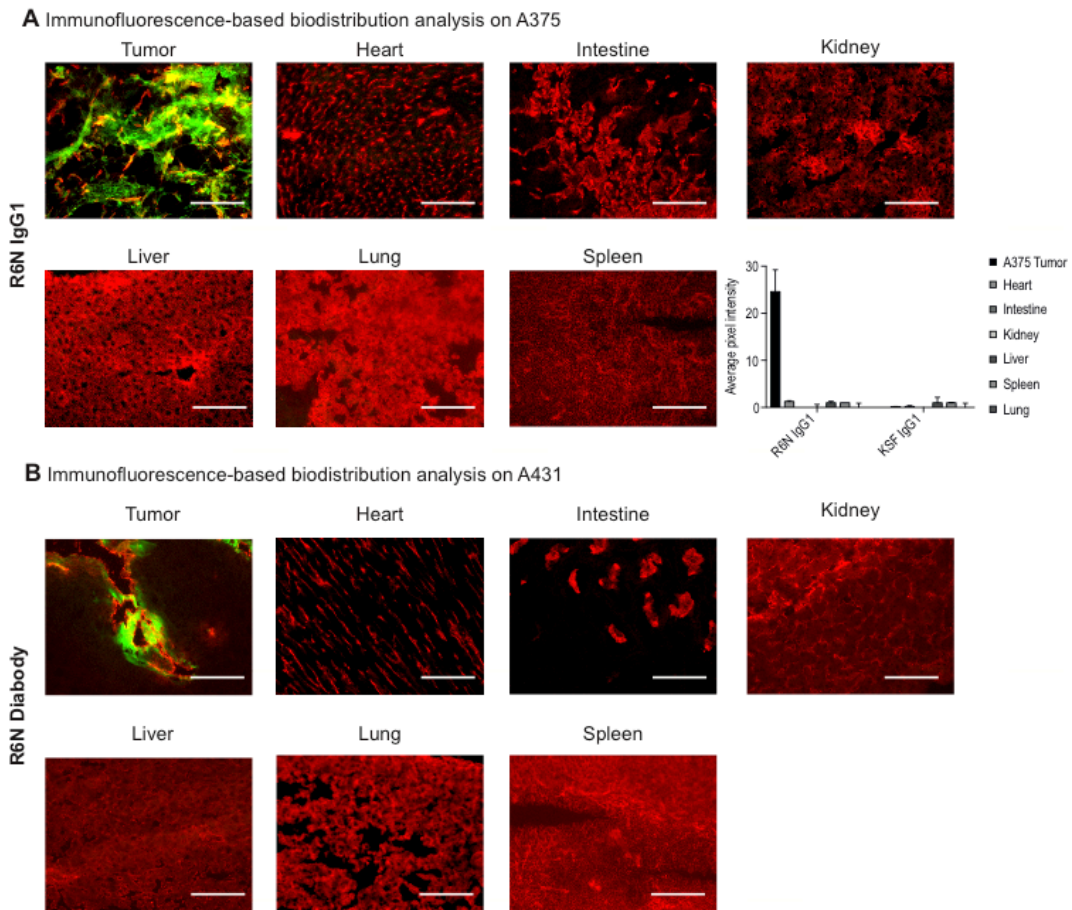 A Immunofluorescence-based biodistribution analysis on A375
Tumor
Heart
Intestine
Kidney
R6N IgG1
Liver
Lung
Spleen
Average pixel intensity
30
20
10
0
R6N IgG1
KSF IgG1
A375 Tumor
Heart
Intestine
Kidney
Liver
Spleen
Lung
B Immunofluorescence-based biodistribution analysis on A431
Tumor
Heart
Intestine
Kidney
R6N Diabody
Liver
Lung
Spleen